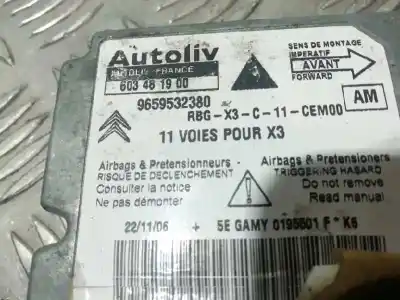 Autoliv
AUTOLIV FRANCE
603 48 19 00
SENS DE MONTAGE
IMPERATIF
AVANT
FORWARD
9659532380
RBG-X3-C-11-CEM00
AM
11 VOIES POUR X3
Airbags & Pretensionneurs
RISQUE DE DECLENCHEMENT
Consulter la notice
Ne pas démonter
Airbags & Pretensioners
TRIGGERING HASARD
Do not remove
Read manual
22/11/06 + 5E GAMY 0195601 F * K6